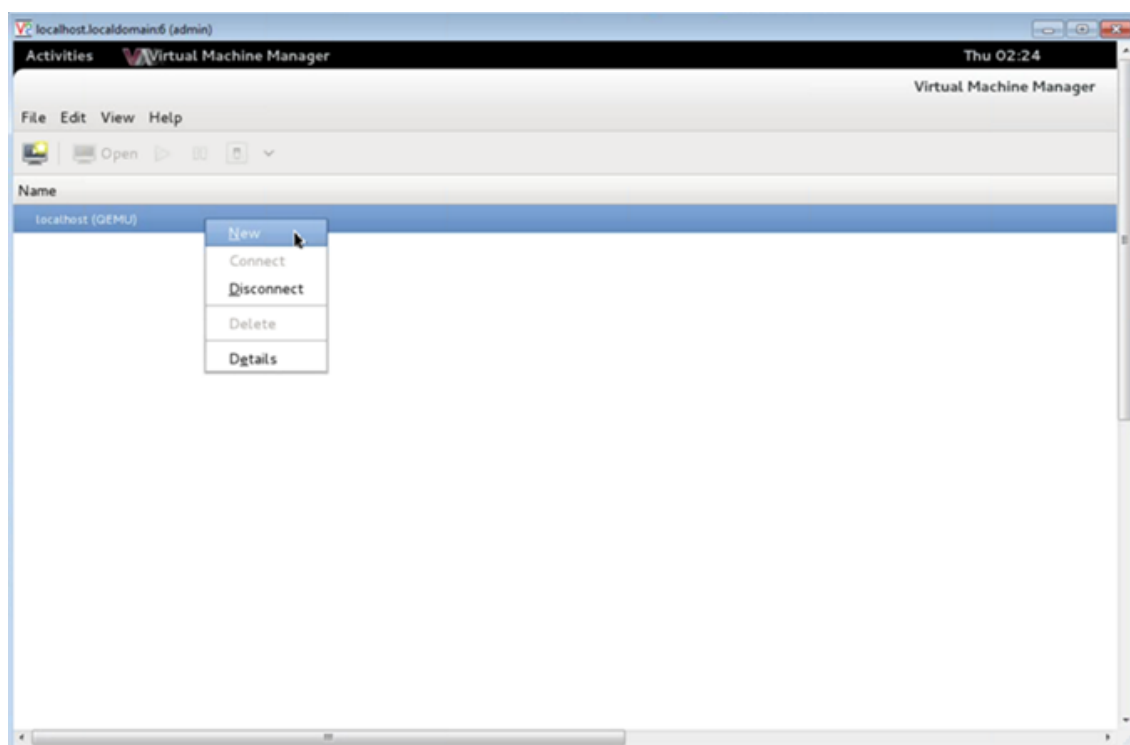 localhost.localdomain:6 (admin)
Activities Virtual Machine Manager Thu 02:24
Virtual Machine Manager
File Edit View Help
Open
Name
localhost (QEMU)
New
Connect
Disconnect
Delete
Details